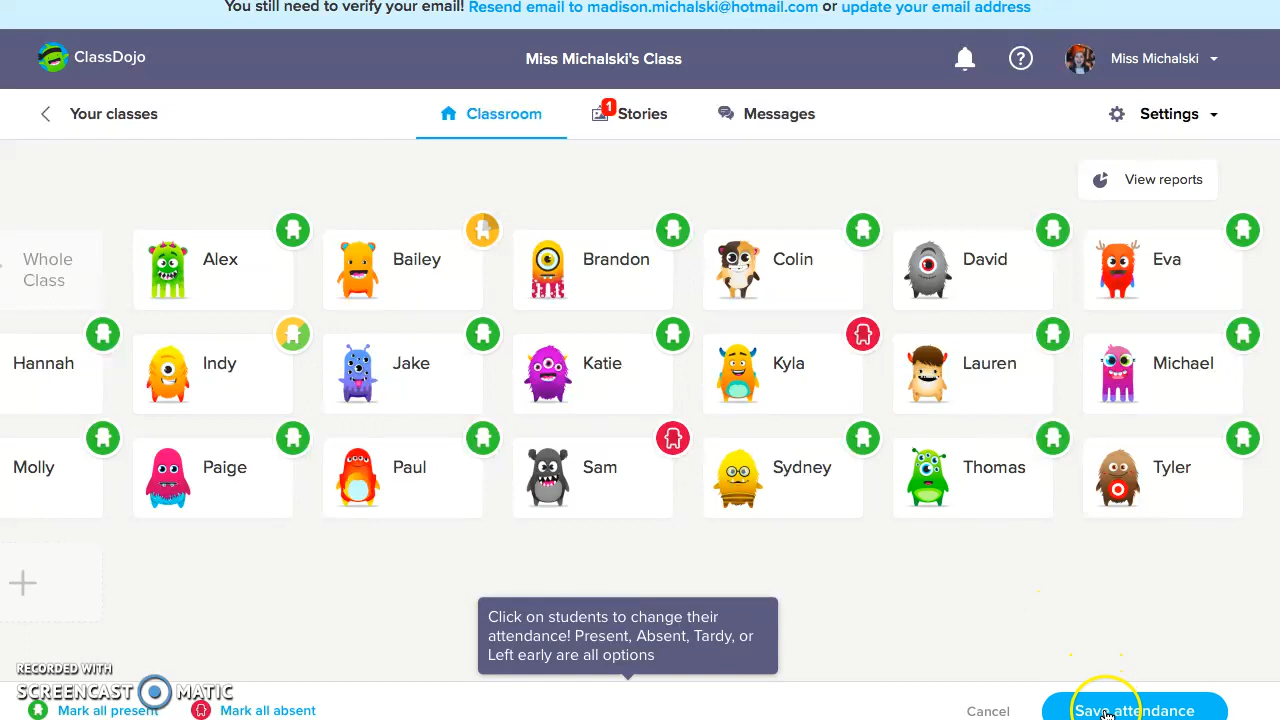 You still need to verify your email! Resend email to madison.michalski@hotmail.com or update your email address
ClassDojo
Miss Michalski's Class
?
Miss Michalski
Your classes
Classroom
1
Stories
Messages
Settings
View reports
Whole
Class
Alex
Bailey
Brandon
Colin
David
Eva
Hannah
Indy
Jake
Katie
Kyla
Lauren
Michael
Molly
Paige
Paul
Sam
Sydney
Thomas
Tyler
Click on students to change their
attendance! Present, Absent, Tardy, or
Left early are all options
RECORDED WITH
SCREENCAST MATIC
Mark all present
Mark all absent
Cancel
Save attendance